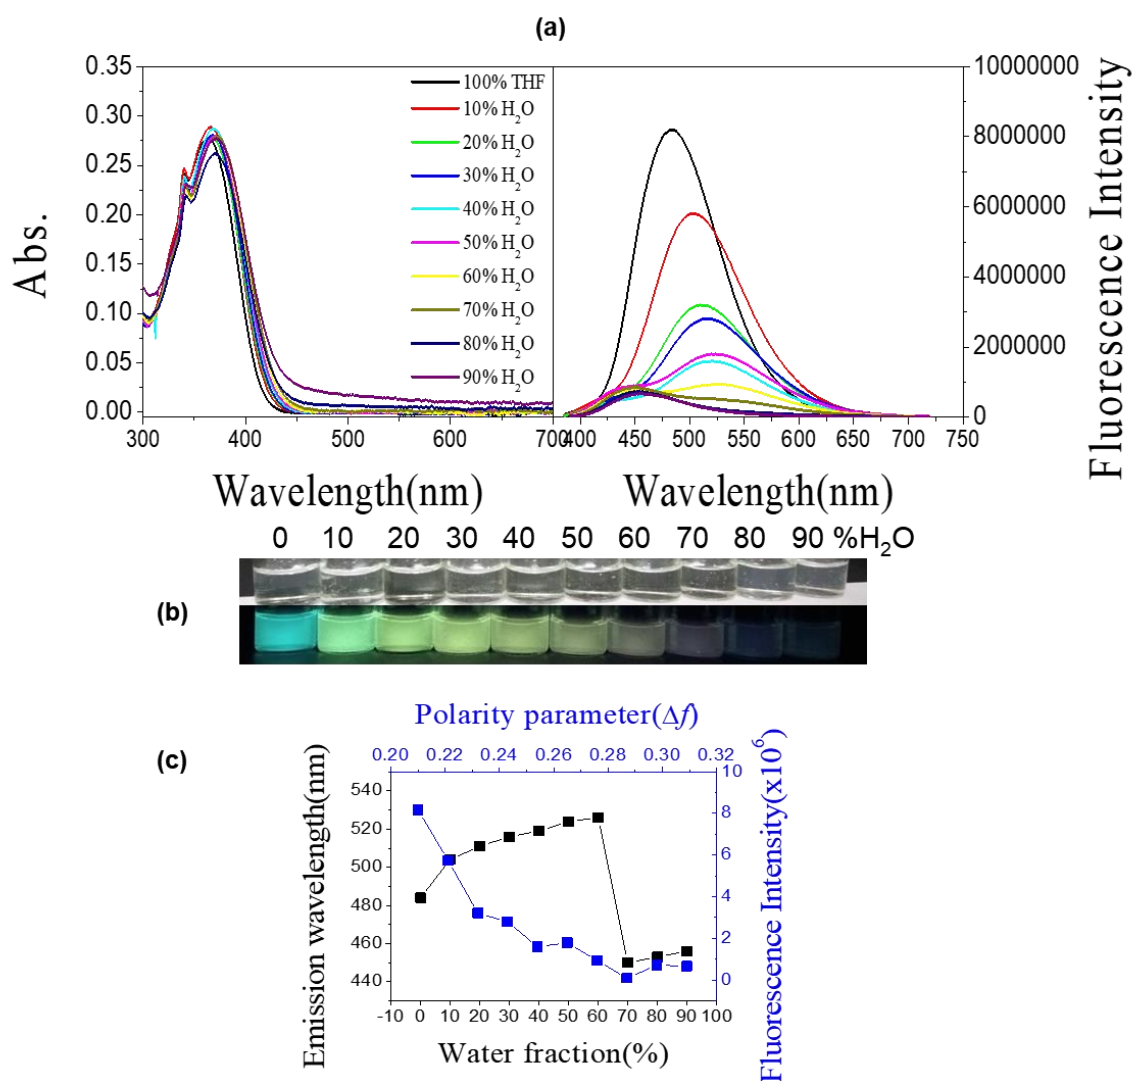 (a)
0.35
0.30
0.25
0.20
0.15
0.10
0.05
0.00
Abs.
300 400 500 600 700
Wavelength(nm)
100% THF
10% H2O
20% H2O
30% H2O
40% H2O
50% H2O
60% H2O
70% H2O
80% H2O
90% H2O
10000000
8000000
6000000
4000000
2000000
0
Fluorescence Intensity
400 450 500 550 600 650 700 750
Wavelength(nm)
0 10 20 30 40 50 60 70 80 90 %H2O
(b)
(c)
Polarity parameter(Δf)
0.20 0.22 0.24 0.26 0.28 0.30 0.32
Emission wavelength(nm)
540
520
500
480
460
440
10
8
6
4
2
0
Fluorescence Intensity(x10^6)
-10 0 10 20 30 40 50 60 70 80 90 100
Water fraction(%)